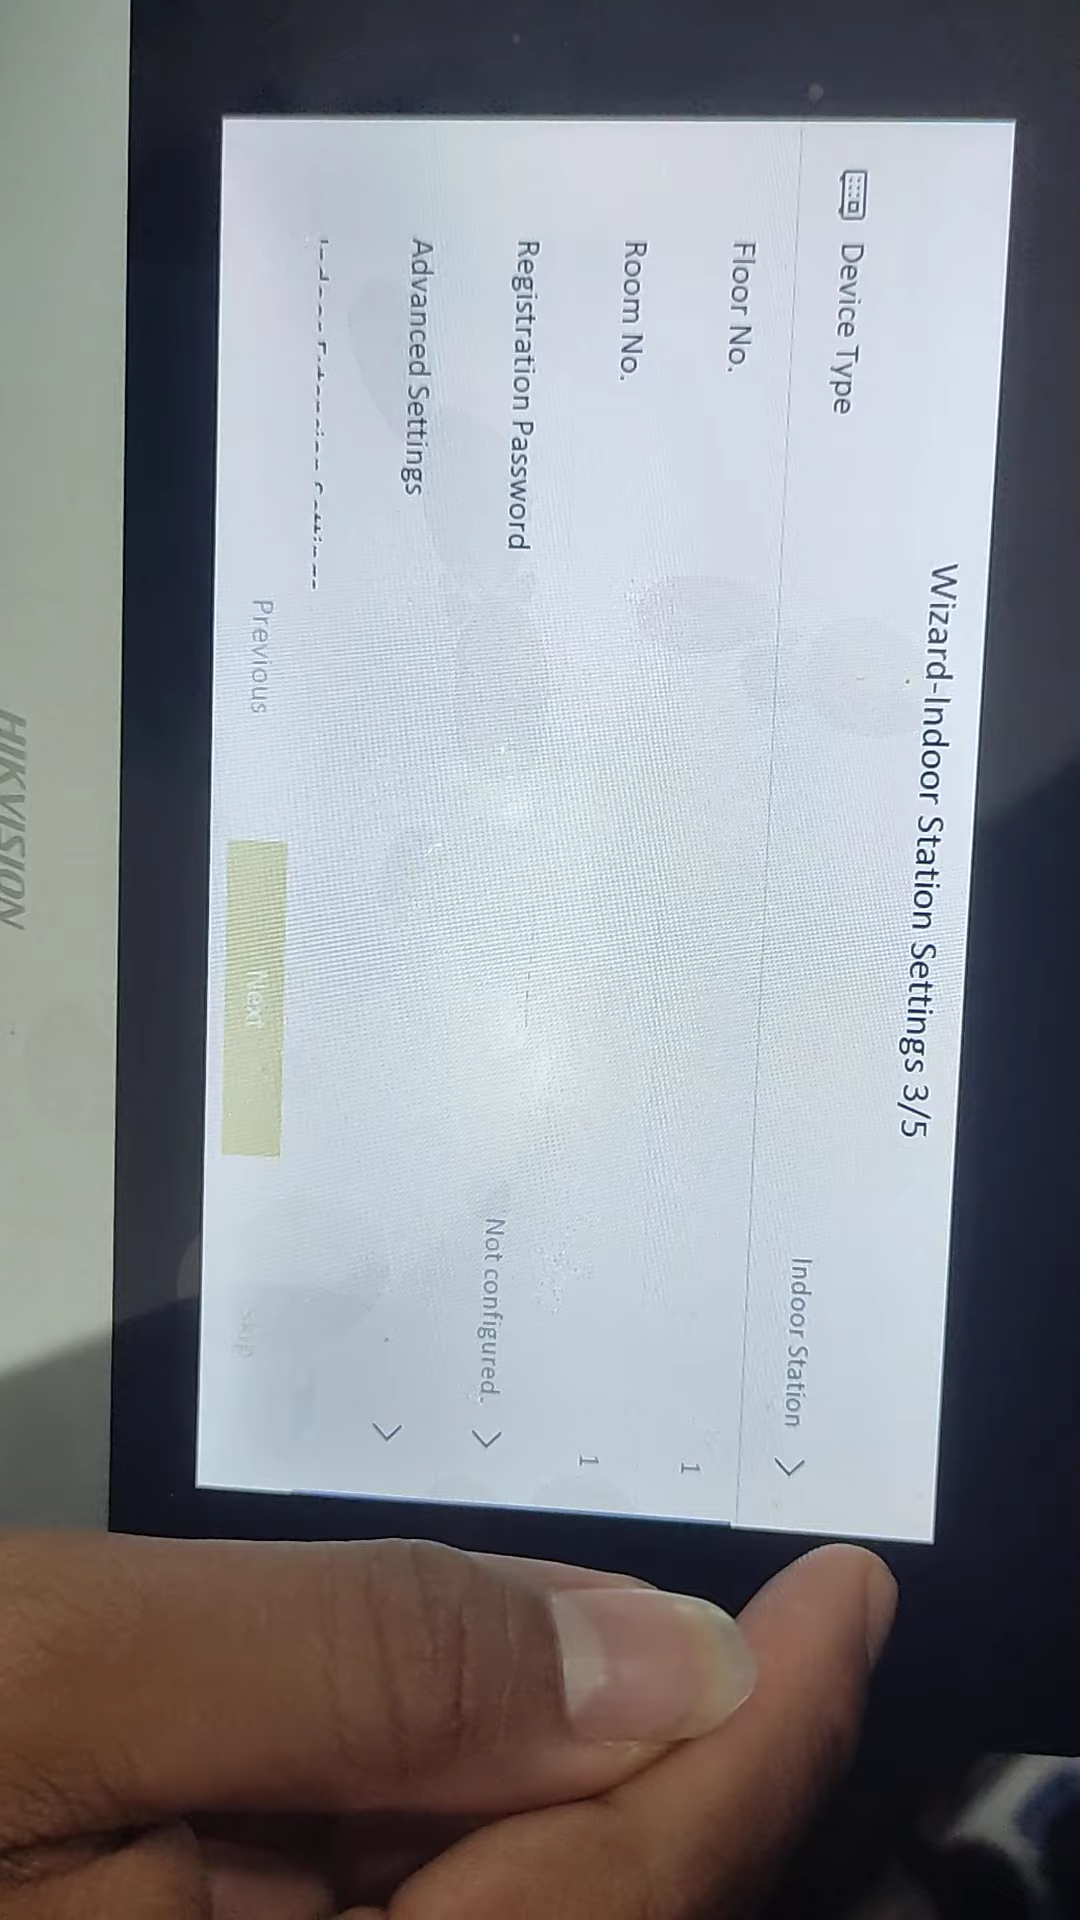 Wizard-Indoor Station Settings 3/5
Device Type Indoor Station >
Floor No. 1
Room No. 1
Registration Password Not configured. >
Advanced Settings >
Previous Next Skip
HIKVISION